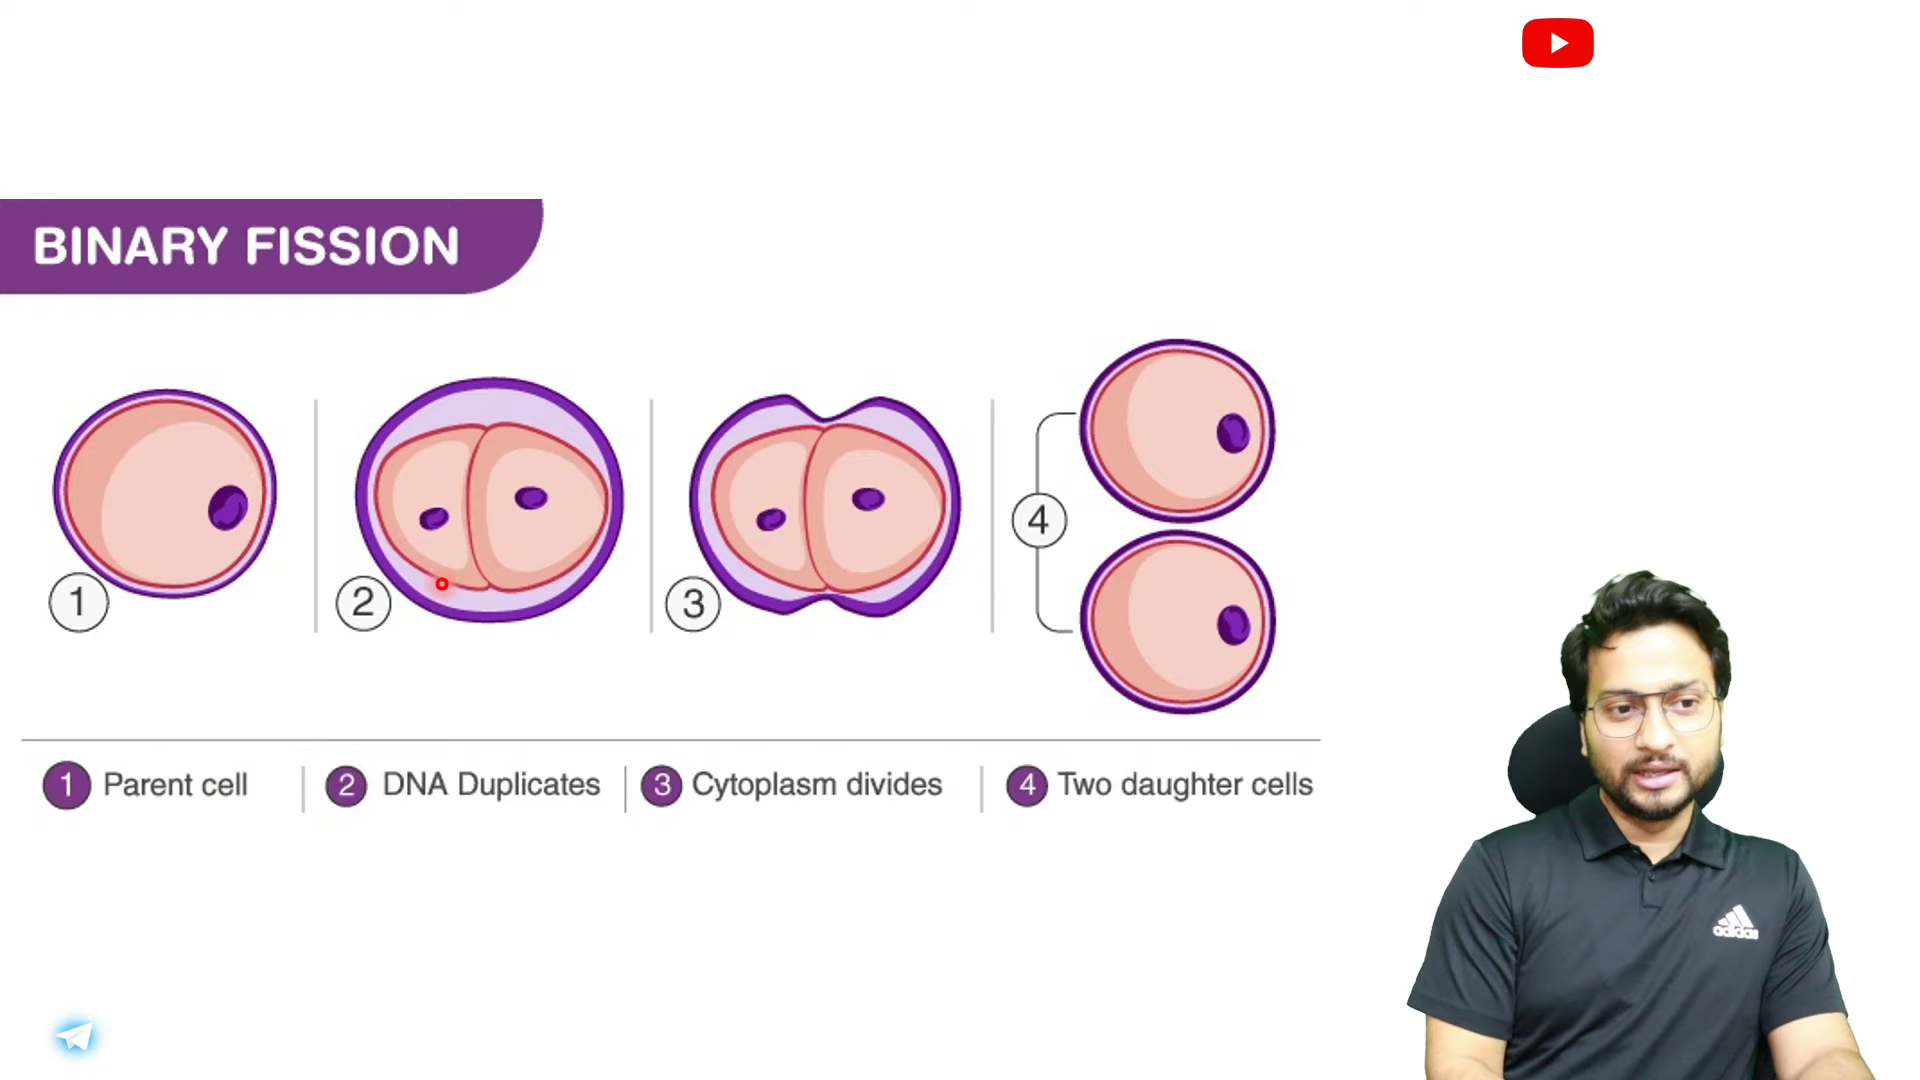 BINARY FISSION
1
2
3
4
1 Parent cell
2 DNA Duplicates
3 Cytoplasm divides
4 Two daughter cells
adidas